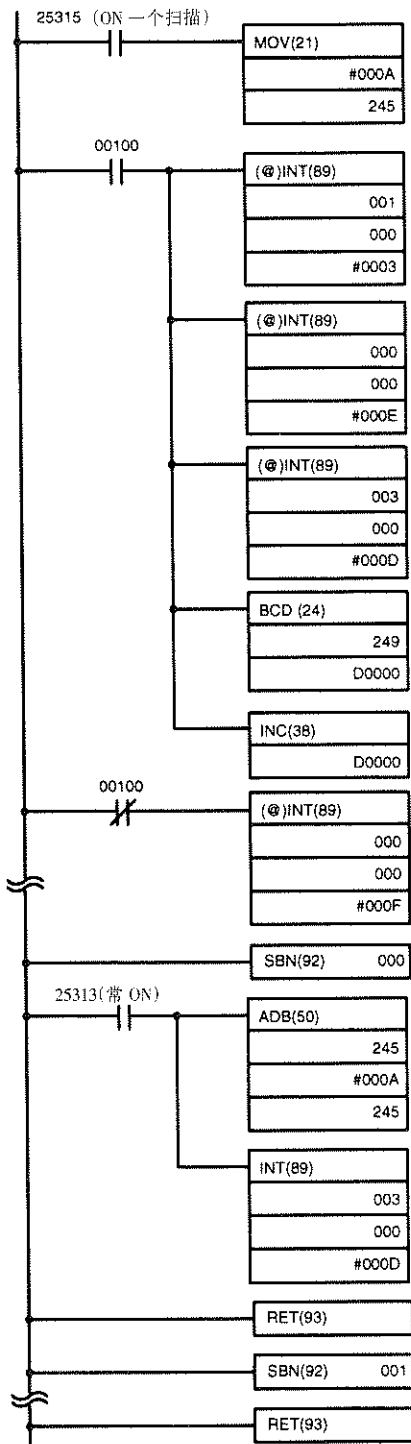 25315 (ON 一个扫描)
MOV(21)
#000A
245
00100
(@)INT(89)
001
000
#0003
(@)INT(89)
000
000
#000E
(@)INT(89)
003
000
#000D
BCD (24)
249
D0000
INC(38)
D0000
00100
(@)INT(89)
000
000
#000F
SBN(92) 000
25313(常 ON)
ADB(50)
245
#000A
245
INT(89)
003
000
#000D
RET(93)
SBN(92) 001
RET(93)